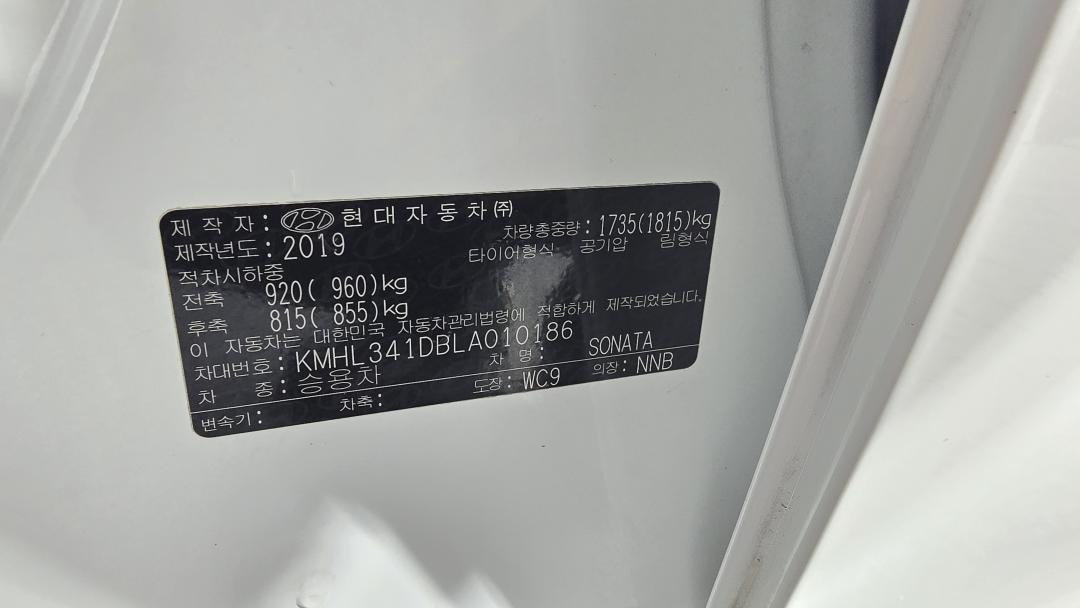 제 작 자 : 현대자동차㈜ 차량총중량 : 1735(1815)kg
제작년도 : 2019 타이어형식 공기압 림형식
적차시하중
전축 920( 960)kg
후축 815( 855)kg
이 자동차는 대한민국 자동차관리법령에 적합하게 제작되었습니다.
차대번호 : KMHL341DBLA010186
차 종 : 승용차 차 명 : SONATA
변속기 : 차축 : 도장 : WC9 의장 : NNB